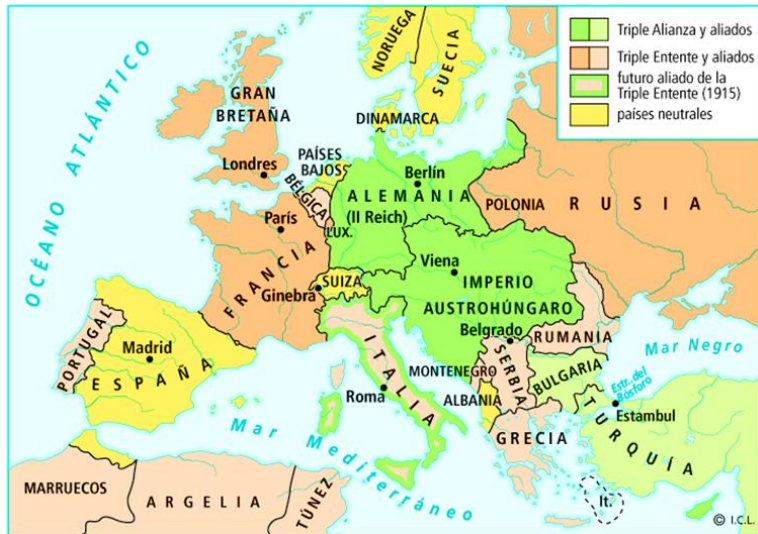 Triple Alianza y aliados
Triple Entente y aliados
futuro aliado de la
Triple Entente (1915)
países neutrales
OCÉANO ATLÁNTICO
NORUEGA
SUECIA
GRAN
BRETAÑA
DINAMARCA
Londres
PAÍSES
BAJOS
BÉLGICA
Berlín
ALEMANIA
(II Reich)
POLONIA
RUSIA
París
LUX.
FRANCIA
Viena
IMPERIO
AUSTROHÚNGARO
SUIZA
Ginebra
Belgrado
RUMANÍA
Mar Negro
PORTUGAL
Madrid
ESPAÑA
ITALIA
Roma
MONTENEGRO
SERBIA
BULGARIA
Estr. del
Bósforo
ALBANIA
Estambul
GRECIA
TURQUÍA
Mar Mediterráneo
MARRUECOS
ARGELIA
TÚNEZ
It.
© I.C.L.